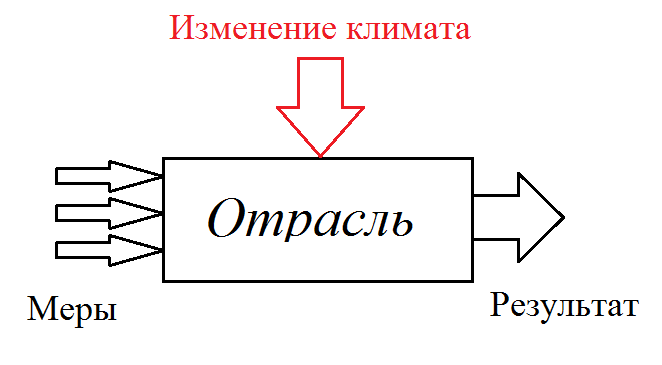 Изменение климата
Отрасль
Меры
Результат